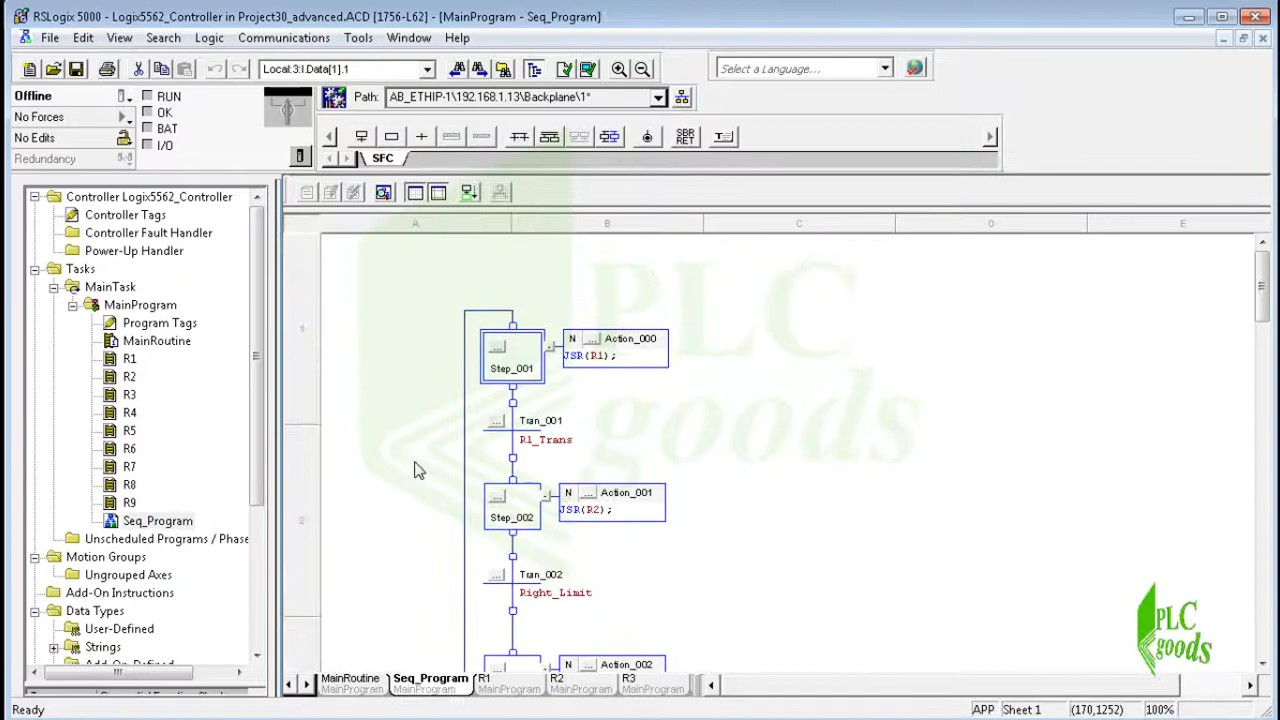 RSLogix 5000 - Logix5562_Controller in Project30_advanced.ACD [1756-L62] - [MainProgram - Seq_Program]
File Edit View Search Logic Communications Tools Window Help
Local:3:I.Data[1].1
Select a Language...
Offline
RUN
No Forces
OK
No Edits
BAT
Redundancy
I/O
Path: AB_ETHIP-1\192.168.1.13\Backplane\1*
SBR
RET
SFC
Controller Logix5562_Controller
Controller Tags
Controller Fault Handler
Power-Up Handler
Tasks
MainTask
MainProgram
Program Tags
MainRoutine
R1
R2
R3
R4
R5
R6
R7
R8
R9
Seq_Program
Unscheduled Programs / Phase
Motion Groups
Ungrouped Axes
Add-On Instructions
Data Types
User-Defined
Strings
A B C D E
1
2
Step_001
N ... Action_000
JSR(R1);
Tran_001
R1_Trans
Step_002
N ... Action_001
JSR(R2);
Tran_002
Right_Limit
N ... Action_002
PLC
goods
PLC
goods
MainRoutine Seq_Program R1 R2 R3
MainProgram MainProgram MainProgram MainProgram MainProgram
Ready
APP Sheet 1 (170,1252) 100%